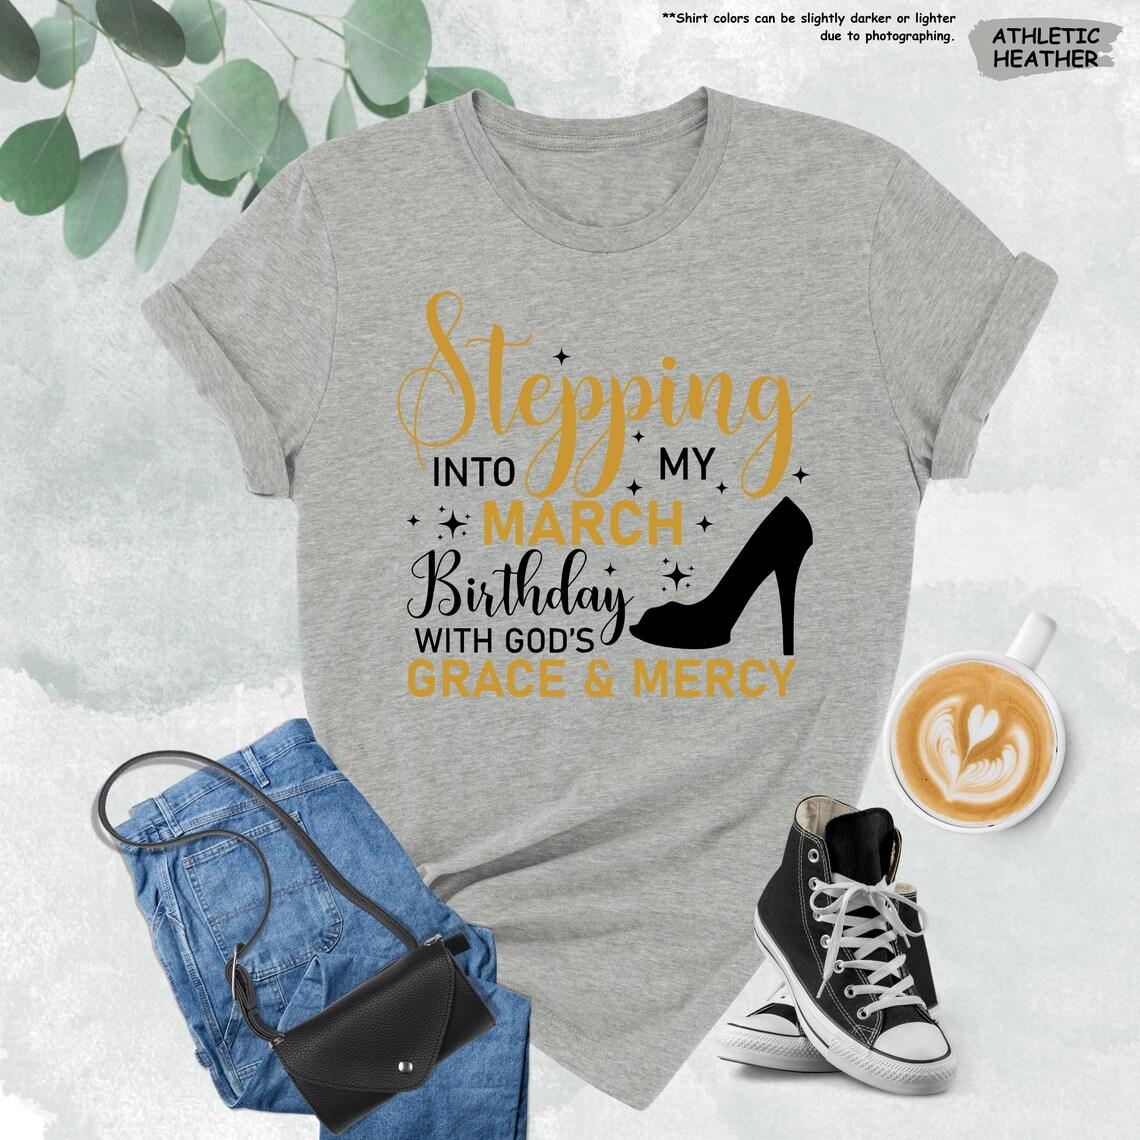 **Shirt colors can be slightly darker or lighter
due to photographing.
ATHLETIC
HEATHER
Stepping
INTO MY
MARCH
Birthday
WITH GOD'S
GRACE & MERCY